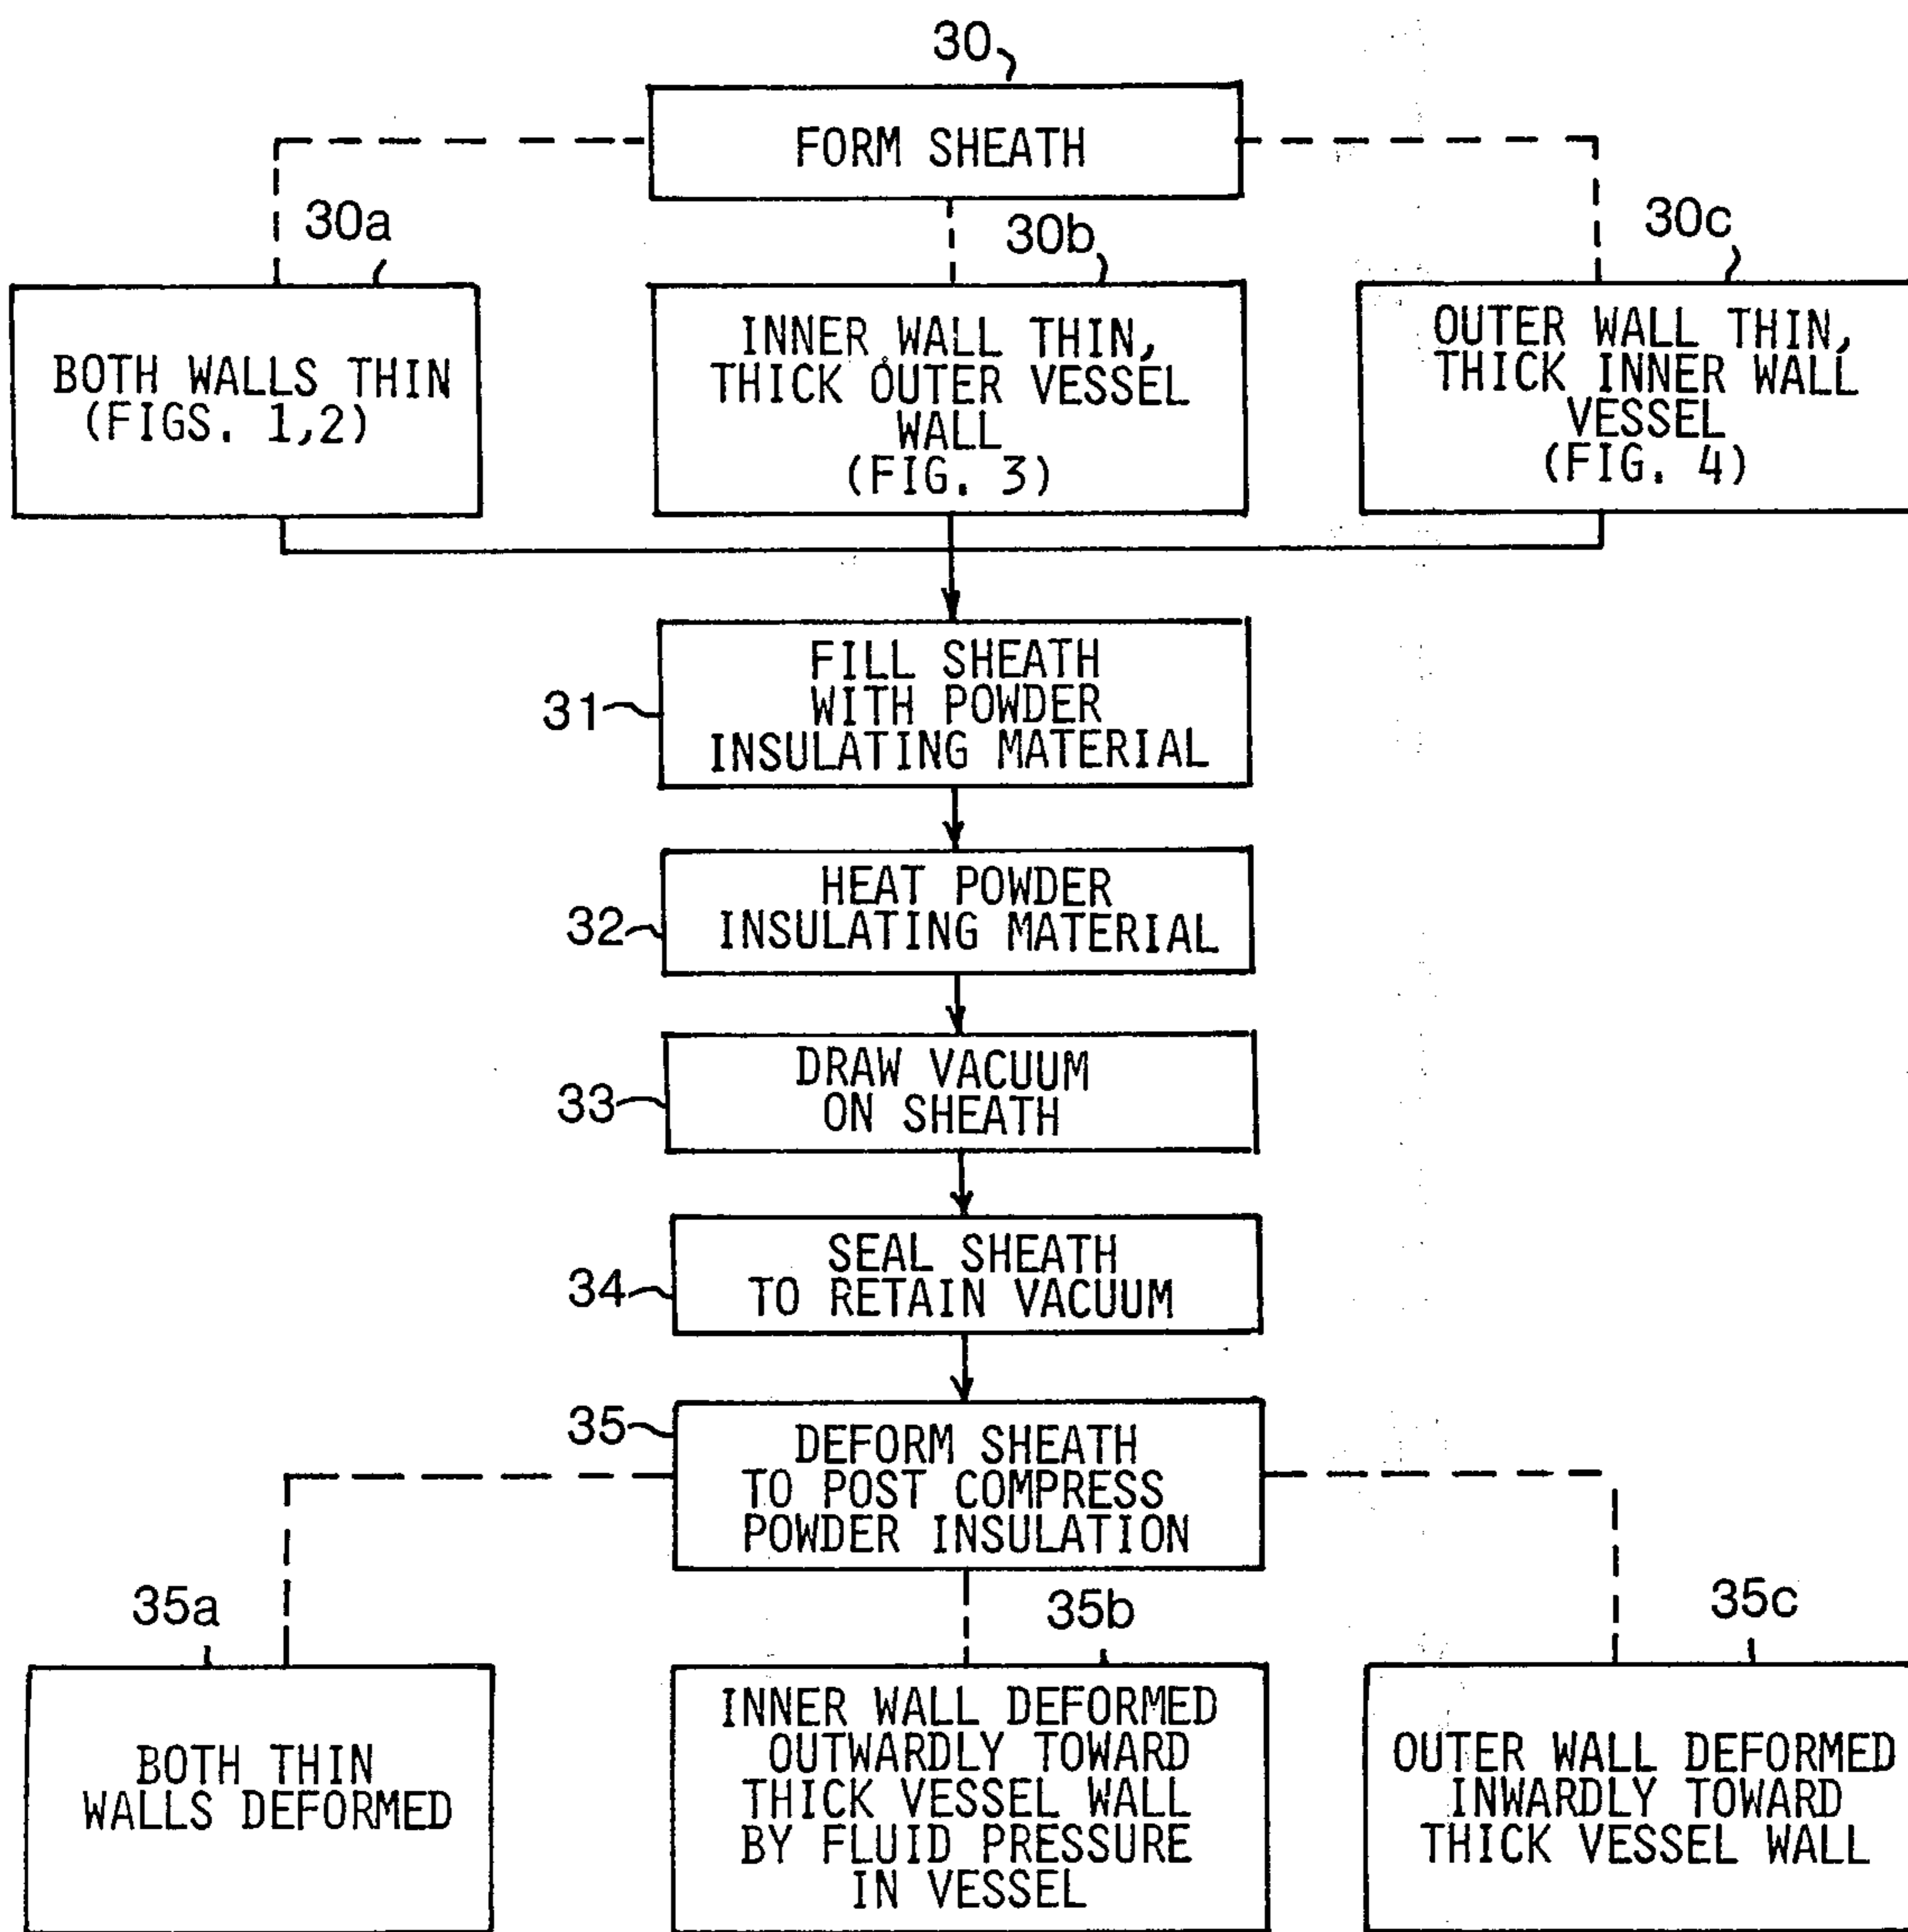 30
FORM SHEATH
30a
30b
30c
BOTH WALLS THIN
(FIGS. 1,2)
INNER WALL THIN,
THICK OUTER VESSEL
WALL
(FIG. 3)
OUTER WALL THIN,
THICK INNER WALL
VESSEL
(FIG. 4)
31
FILL SHEATH
WITH POWDER
INSULATING MATERIAL
32
HEAT POWDER
INSULATING MATERIAL
33
DRAW VACUUM
ON SHEATH
34
SEAL SHEATH
TO RETAIN VACUUM
35
DEFORM SHEATH
TO POST COMPRESS
POWDER INSULATION
35a
35b
35c
BOTH THIN
WALLS DEFORMED
INNER WALL DEFORMED
OUTWARDLY TOWARD
THICK VESSEL WALL
BY FLUID PRESSURE
IN VESSEL
OUTER WALL DEFORMED
INWARDLY TOWARD
THICK VESSEL WALL